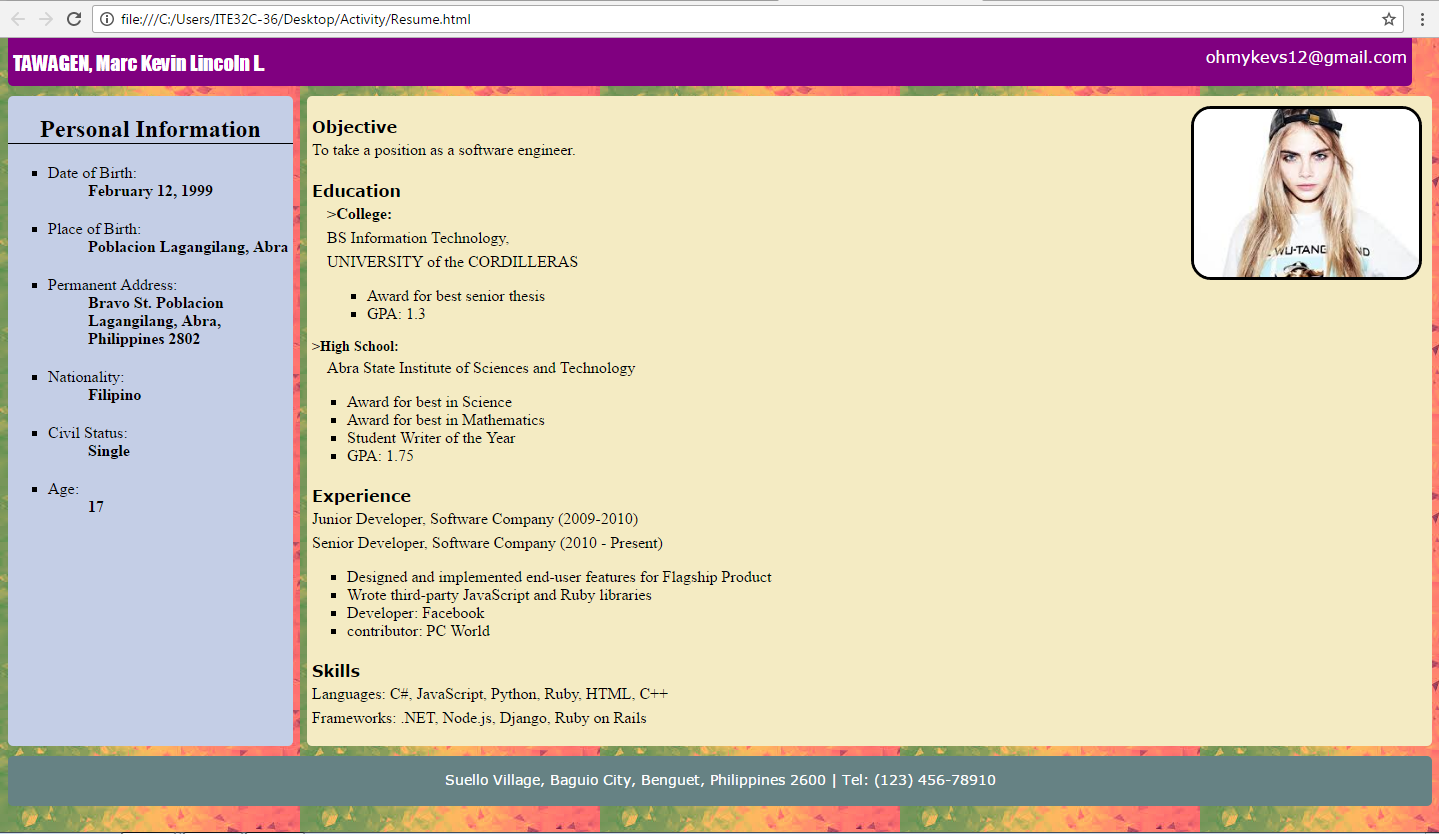 file:///C:/Users/ITE32C-36/Desktop/Activity/Resume.html
TAWAGEN, Marc Kevin Lincoln L.
ohmykevs12@gmail.com
Personal Information
Date of Birth:
February 12, 1999
Place of Birth:
Poblacion Lagangilang, Abra
Permanent Address:
Bravo St. Poblacion
Lagangilang, Abra,
Philippines 2802
Nationality:
Filipino
Civil Status:
Single
Age:
17
Objective
To take a position as a software engineer.
Education
>College:
BS Information Technology,
UNIVERSITY of the CORDILLERAS
Award for best senior thesis
GPA: 1.3
>High School:
Abra State Institute of Sciences and Technology
Award for best in Science
Award for best in Mathematics
Student Writer of the Year
GPA: 1.75
Experience
Junior Developer, Software Company (2009-2010)
Senior Developer, Software Company (2010 - Present)
Designed and implemented end-user features for Flagship Product
Wrote third-party JavaScript and Ruby libraries
Developer: Facebook
contributor: PC World
Skills
Languages: C#, JavaScript, Python, Ruby, HTML, C++
Frameworks: .NET, Node.js, Django, Ruby on Rails
WU-TANG
Suello Village, Baguio City, Benguet, Philippines 2600 | Tel: (123) 456-78910